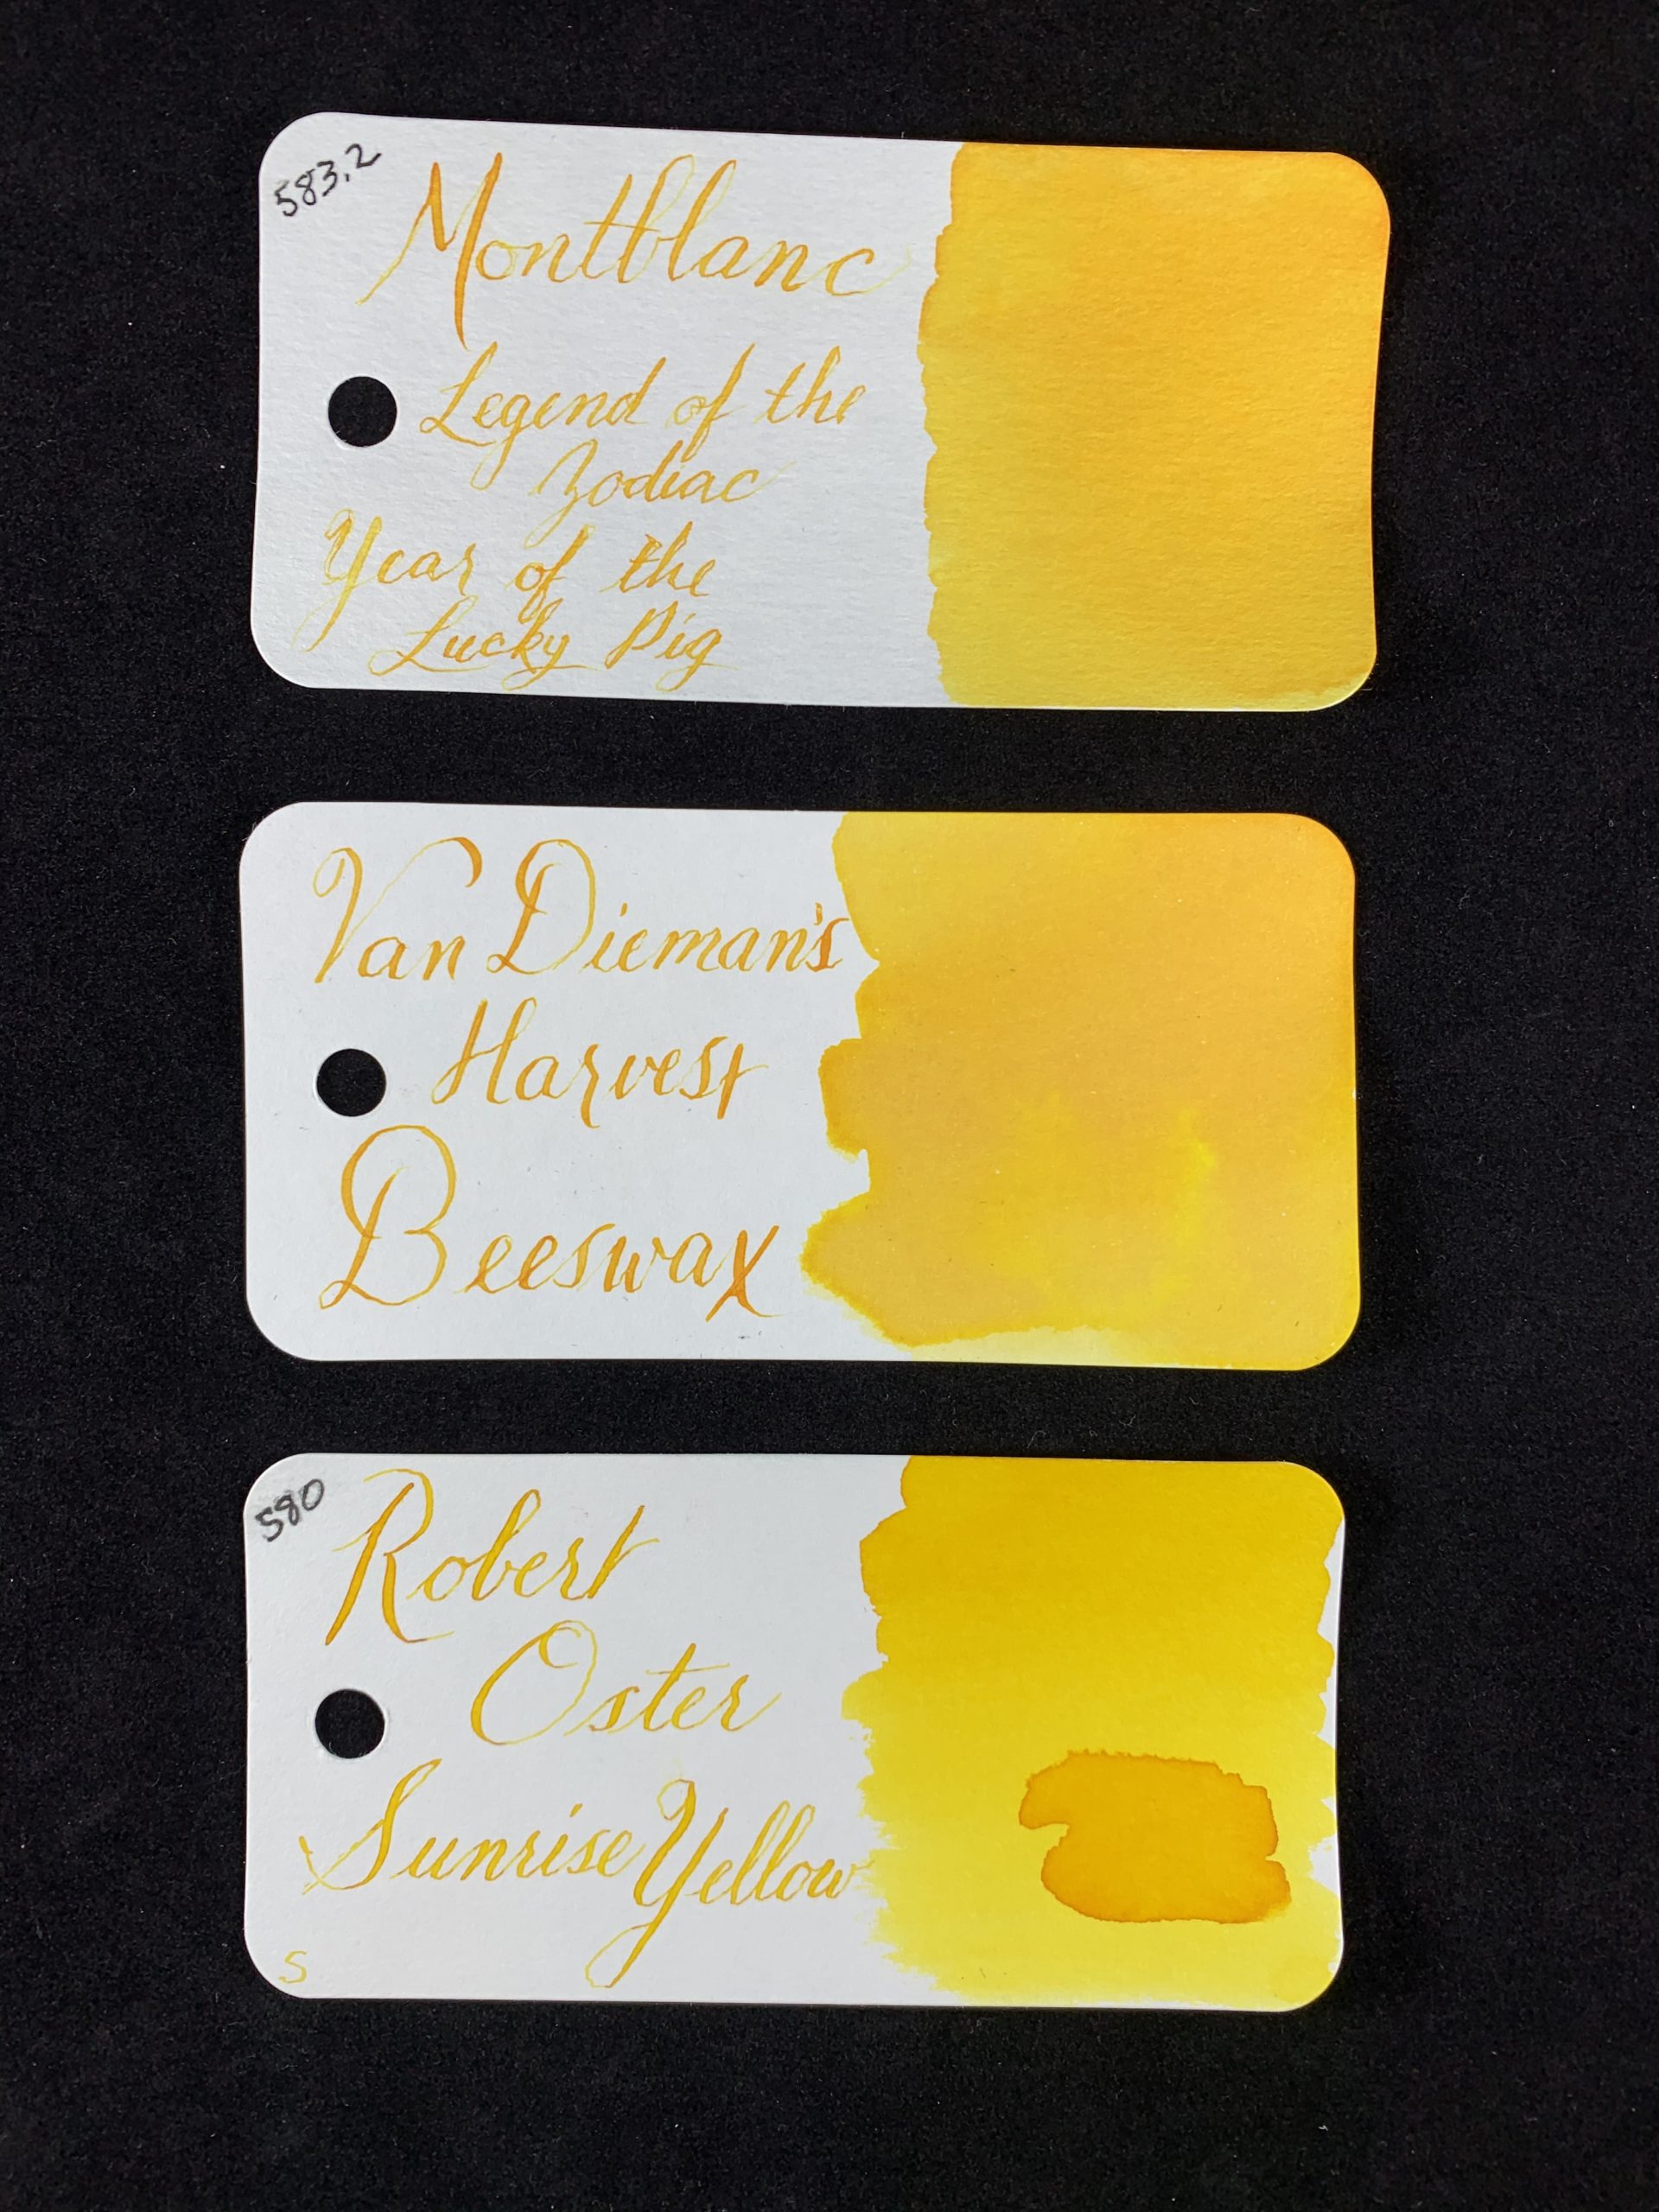 583.2
Montblanc
Legend of the
Zodiac
Year of the
Lucky Pig
Van Dieman's
Harvest
Beeswax
580
Robert
Oster
Sunrise Yellow
S